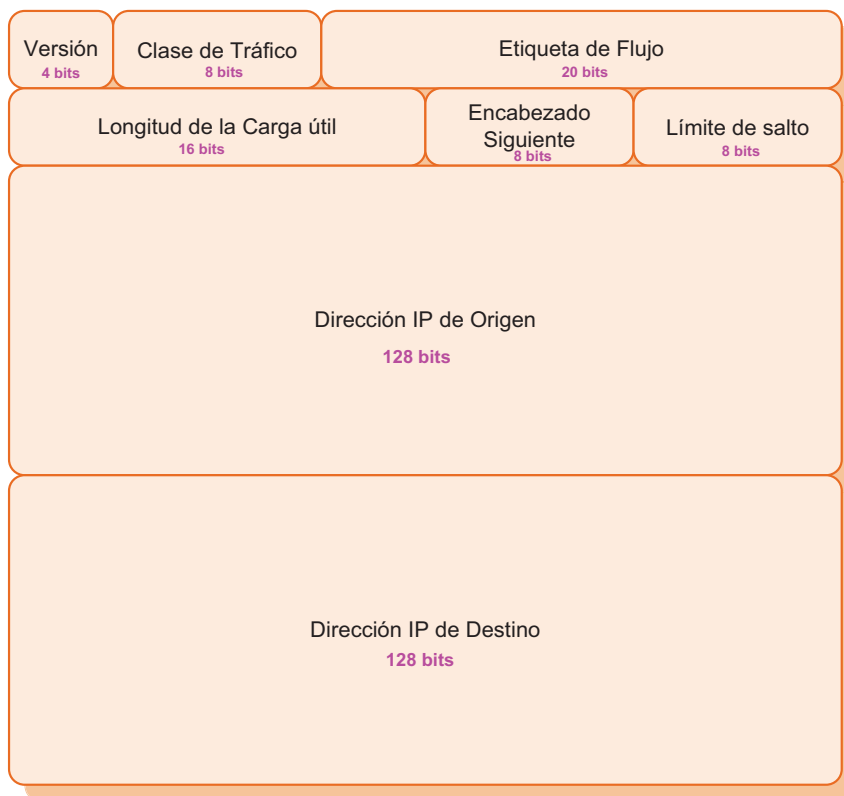 Versión
4 bits
Clase de Tráfico
8 bits
Etiqueta de Flujo
20 bits
Longitud de la Carga útil
16 bits
Encabezado
Siguiente
8 bits
Límite de salto
8 bits
Dirección IP de Origen
128 bits
Dirección IP de Destino
128 bits